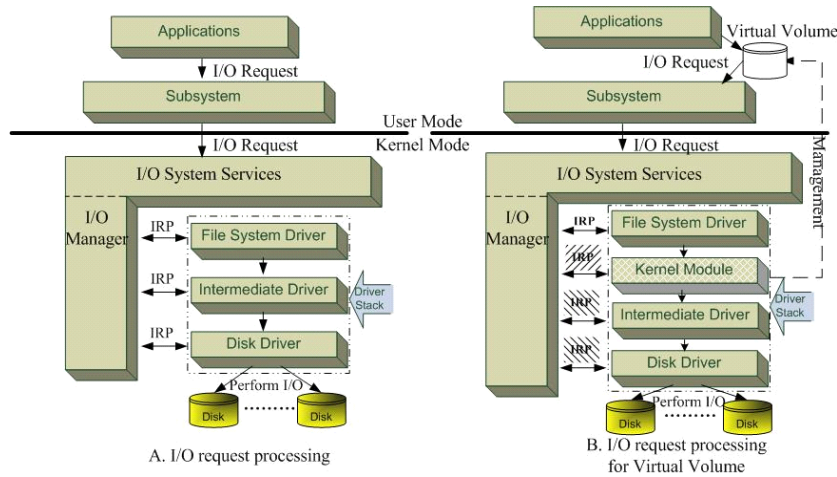 Applications
I/O Request
Subsystem
User Mode
Kernel Mode
I/O Request
I/O System Services
I/O
Manager
IRP
File System Driver
IRP
Intermediate Driver
Driver
Stack
IRP
Disk Driver
Perform I/O
Disk
Disk
A. I/O request processing
Applications
Virtual Volume
I/O Request
Subsystem
I/O Request
Management
I/O System Services
I/O
Manager
IRP
File System Driver
IRP
Kernel Module
IRP
Intermediate Driver
Driver
Stack
IRP
Disk Driver
Perform I/O
Disk
Disk
B. I/O request processing
for Virtual Volume